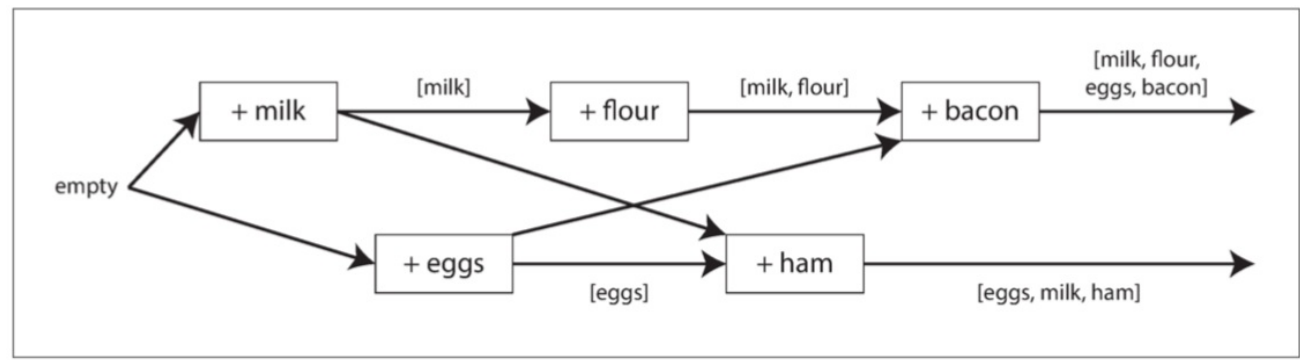 [milk, flour,
eggs, bacon]
[milk]
[milk, flour]
+ milk
+ flour
+ bacon
empty
+ eggs
+ ham
[eggs]
[eggs, milk, ham]